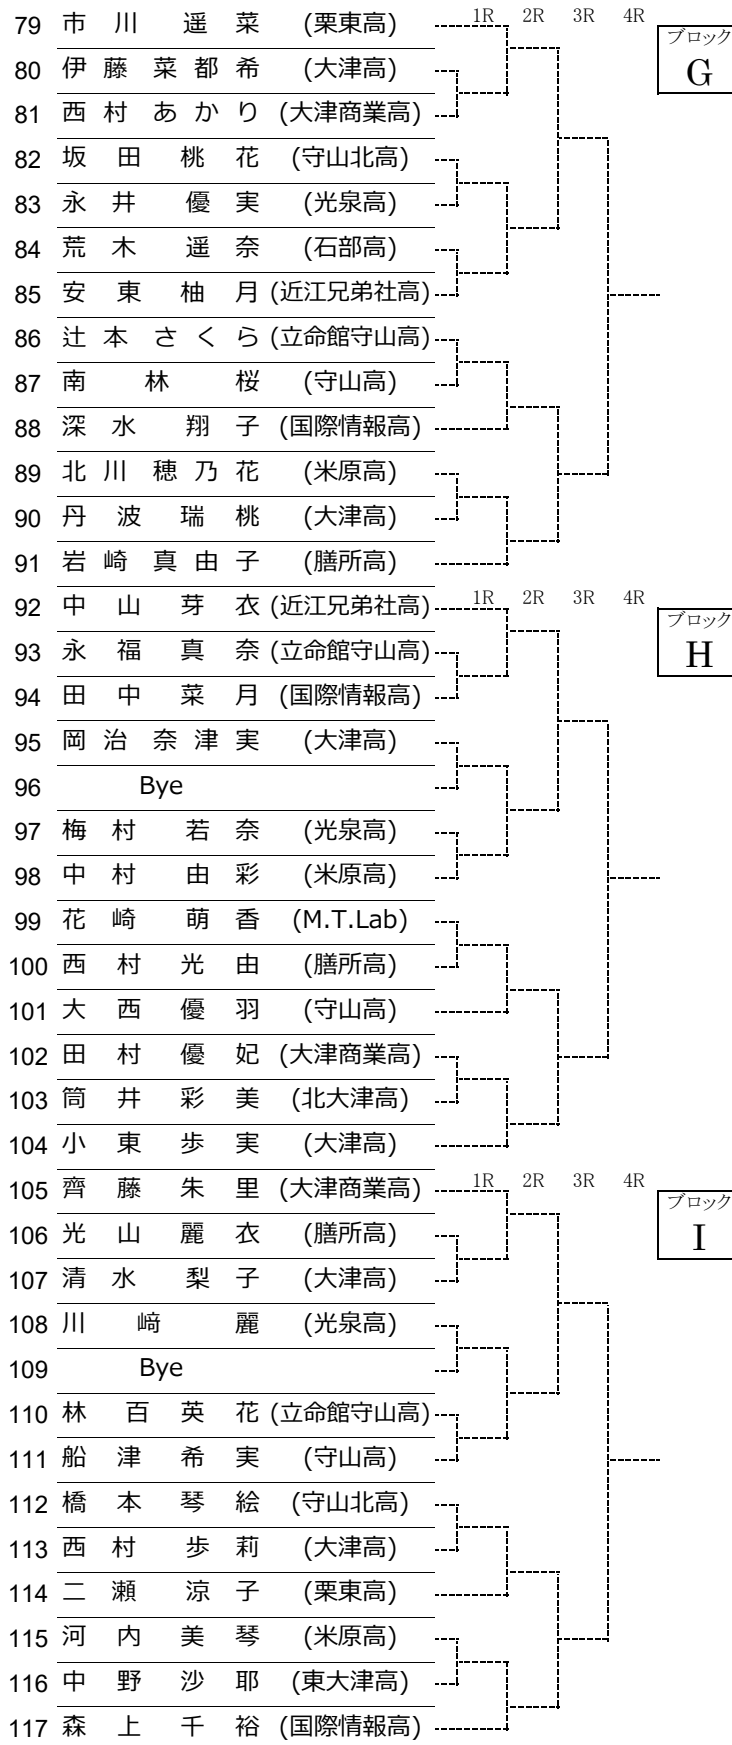 79 市川 遥菜 (栗東高) 1R 2R 3R 4R ブロック
80 伊藤菜都希 (大津高) G
81 西村あかり (大津商業高)
82 坂田 桃花 (守山北高)
83 永井 優実 (光泉高)
84 荒木 遥奈 (石部高)
85 安東柚月 (近江兄弟社高)
86 辻本さくら (立命館守山高)
87 南林桜 (守山高)
88 深水 翔子 (国際情報高)
89 北川穂乃花 (米原高)
90 丹波瑞桃 (大津高)
91 岩崎真由子 (膳所高)
92 中山芽衣 (近江兄弟社高) 1R 2R 3R 4R ブロック
93 永福真奈 (立命館守山高) H
94 田中菜月 (国際情報高)
95 岡治奈津実 (大津高)
96 Bye
97 梅村 若奈 (光泉高)
98 中村 由彩 (米原高)
99 花崎 萌香 (M.T.Lab)
100 西村光由 (膳所高)
101 大西優羽 (守山高)
102 田村優妃 (大津商業高)
103 筒井彩美 (北大津高)
104 小東歩実 (大津高)
105 齊藤朱里 (大津商業高) 1R 2R 3R 4R ブロック
106 光山麗衣 (膳所高) I
107 清水梨子 (大津高)
108 川﨑麗 (光泉高)
109 Bye
110 林百英花 (立命館守山高)
111 船津希実 (守山高)
112 橋本琴絵 (守山北高)
113 西村歩莉 (大津高)
114 二瀬涼子 (栗東高)
115 河内美琴 (米原高)
116 中野沙耶 (東大津高)
117 森上千裕 (国際情報高)